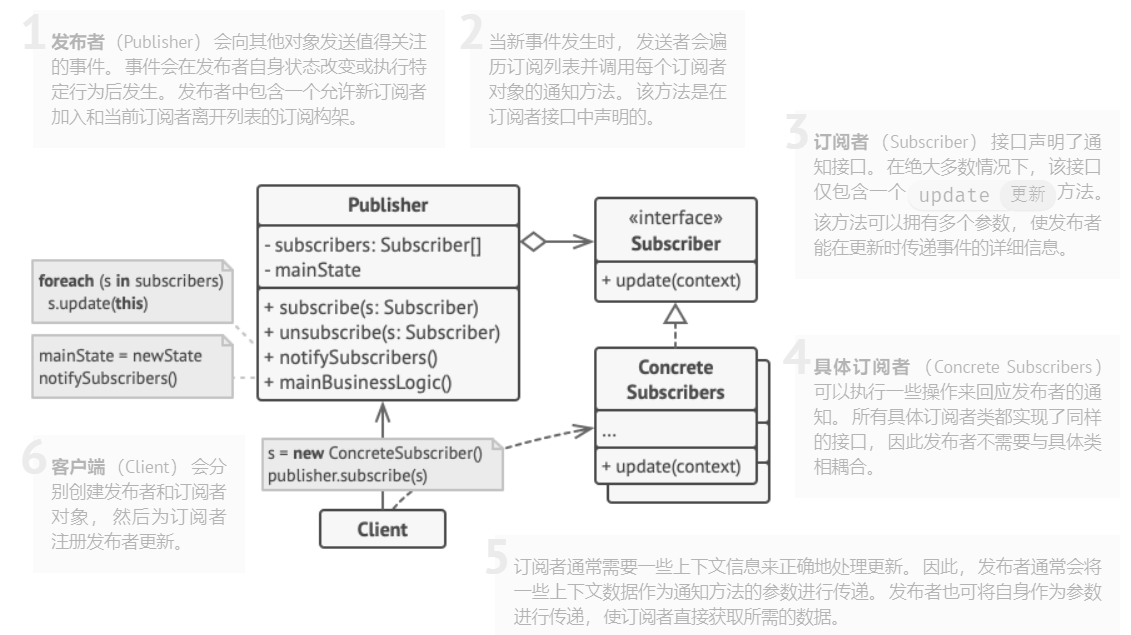 1
发布者 （Publisher） 会向其他对象发送值得关注
的事件。 事件会在发布者自身状态改变或执行特
定行为后发生。 发布者中包含一个允许新订阅者
加入和当前订阅者离开列表的订阅构架。
2
当新事件发生时， 发送者会遍
历订阅列表并调用每个订阅者
对象的通知方法。 该方法是在
订阅者接口中声明的。
3
订阅者 （Subscriber） 接口声明了通
知接口。 在绝大多数情况下， 该接口
仅包含一个 update 更新 方法。
该方法可以拥有多个参数， 使发布者
能在更新时传递事件的详细信息。
Publisher
- subscribers: Subscriber[]
- mainState
+ subscribe(s: Subscriber)
+ unsubscribe(s: Subscriber)
+ notifySubscribers()
+ mainBusinessLogic()
«interface»
Subscriber
+ update(context)
foreach (s in subscribers)
s.update(this)
mainState = newState
notifySubscribers()
Concrete
Subscribers
...
+ update(context)
4
具体订阅者 （Concrete Subscribers）
可以执行一些操作来回应发布者的通
知。 所有具体订阅者类都实现了同样
的接口， 因此发布者不需要与具体类
相耦合。
s = new ConcreteSubscriber()
publisher.subscribe(s)
Client
6
客户端 （Client） 会分
别创建发布者和订阅者
对象， 然后为订阅者
注册发布者更新。
5
订阅者通常需要一些上下文信息来正确地处理更新。 因此， 发布者通常会将
一些上下文数据作为通知方法的参数进行传递。 发布者也可将自身作为参数
进行传递， 使订阅者直接获取所需的数据。